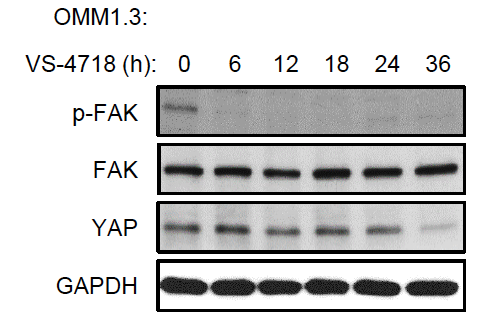 OMM1.3:
VS-4718 (h): 0 6 12 18 24 36
p-FAK
FAK
YAP
GAPDH